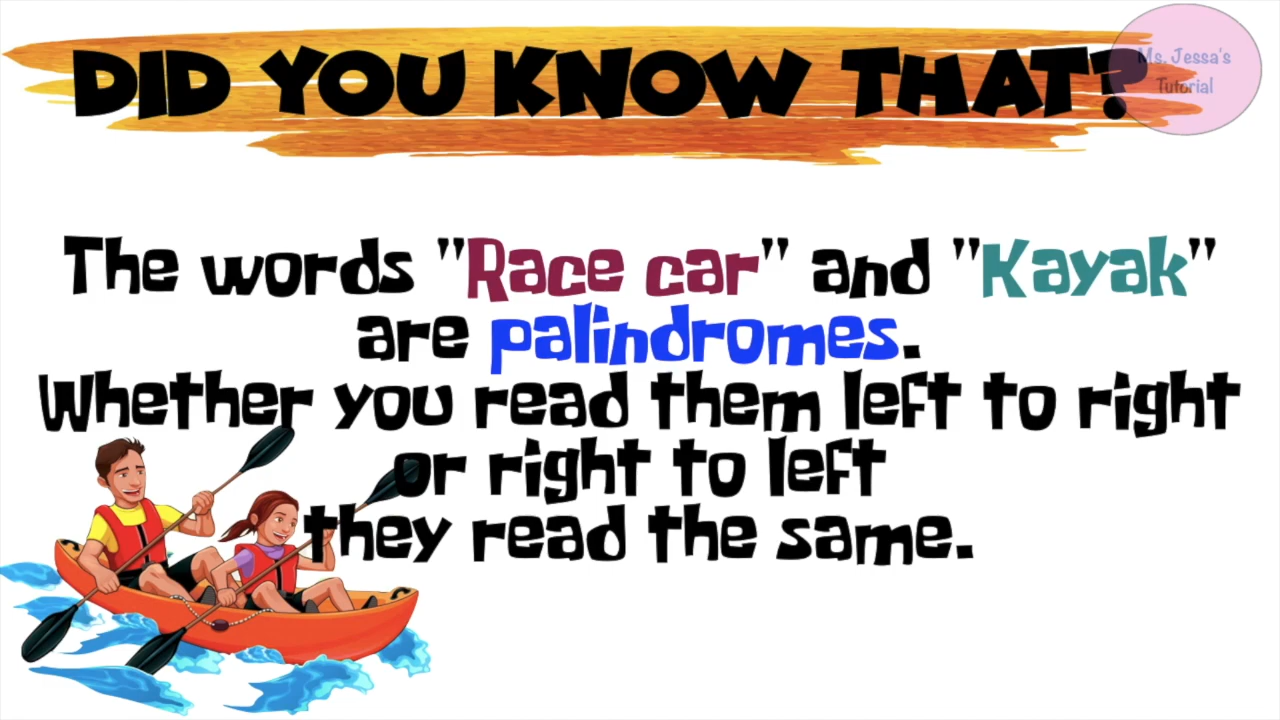 DID YOU KNOW THAT?
Ms. Jessa's
Tutorial
The words "Race car" and "Kayak"
are palindromes.
Whether you read them left to right
or right to left
they read the same.